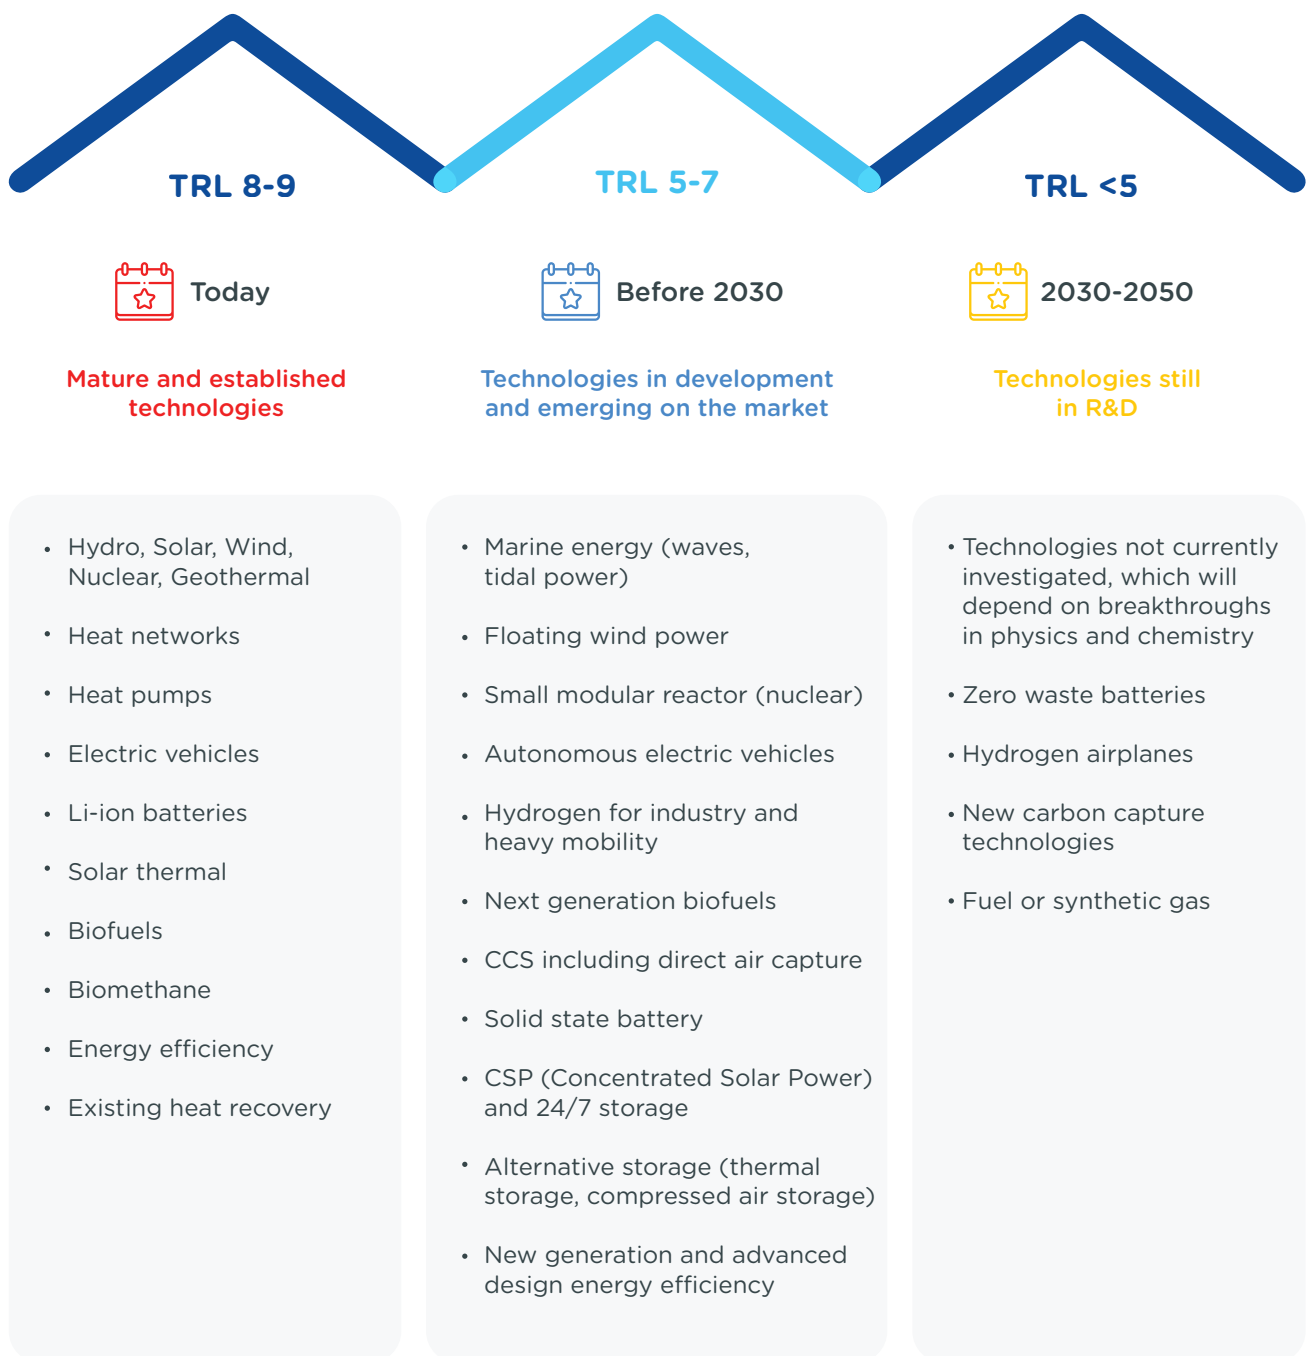 TRL 8-9
Today
Mature and established
technologies
• Hydro, Solar, Wind,
Nuclear, Geothermal
• Heat networks
• Heat pumps
• Electric vehicles
• Li-ion batteries
• Solar thermal
• Biofuels
• Biomethane
• Energy efficiency
• Existing heat recovery
TRL 5-7
Before 2030
Technologies in development
and emerging on the market
• Marine energy (waves,
tidal power)
• Floating wind power
• Small modular reactor (nuclear)
• Autonomous electric vehicles
• Hydrogen for industry and
heavy mobility
• Next generation biofuels
• CCS including direct air capture
• Solid state battery
• CSP (Concentrated Solar Power)
and 24/7 storage
• Alternative storage (thermal
storage, compressed air storage)
• New generation and advanced
design energy efficiency
TRL <5
2030-2050
Technologies still
in R&D
• Technologies not currently
investigated, which will
depend on breakthroughs
in physics and chemistry
• Zero waste batteries
• Hydrogen airplanes
• New carbon capture
technologies
• Fuel or synthetic gas